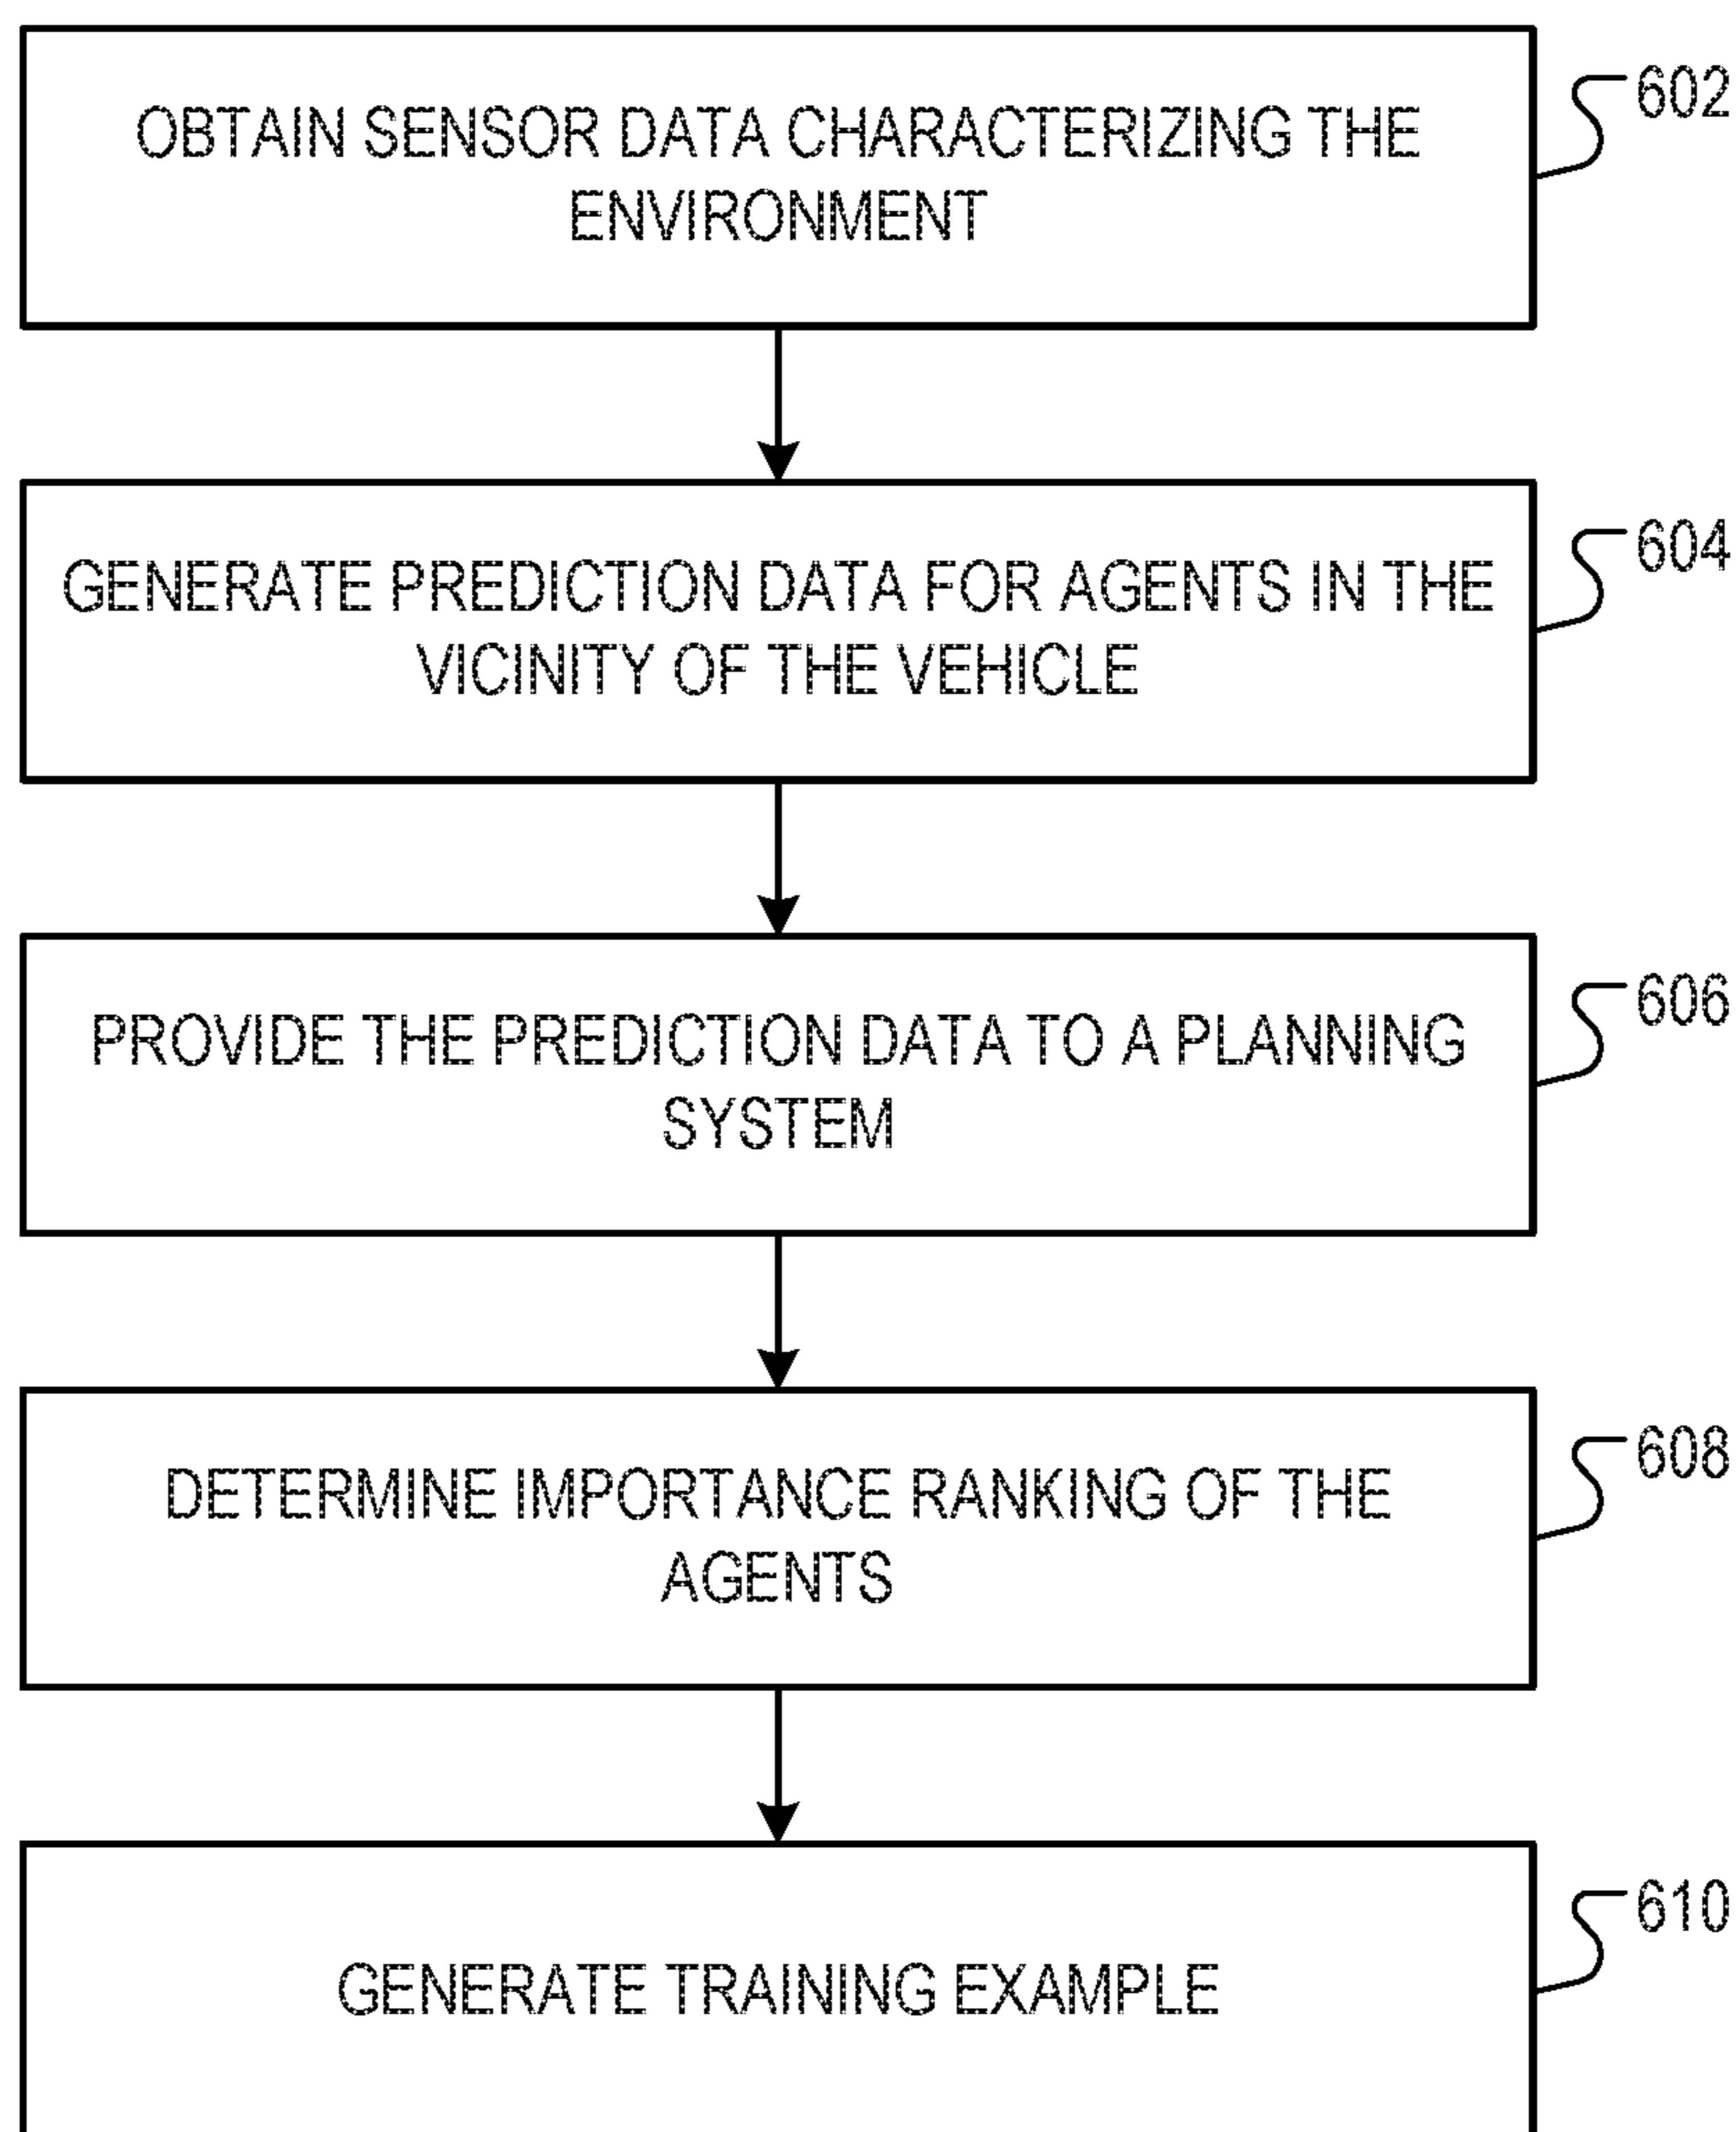 OBTAIN SENSOR DATA CHARACTERIZING THE
ENVIRONMENT
602
GENERATE PREDICTION DATA FOR AGENTS IN THE
VICINITY OF THE VEHICLE
604
PROVIDE THE PREDICTION DATA TO A PLANNING
SYSTEM
606
DETERMINE IMPORTANCE RANKING OF THE
AGENTS
608
GENERATE TRAINING EXAMPLE
610